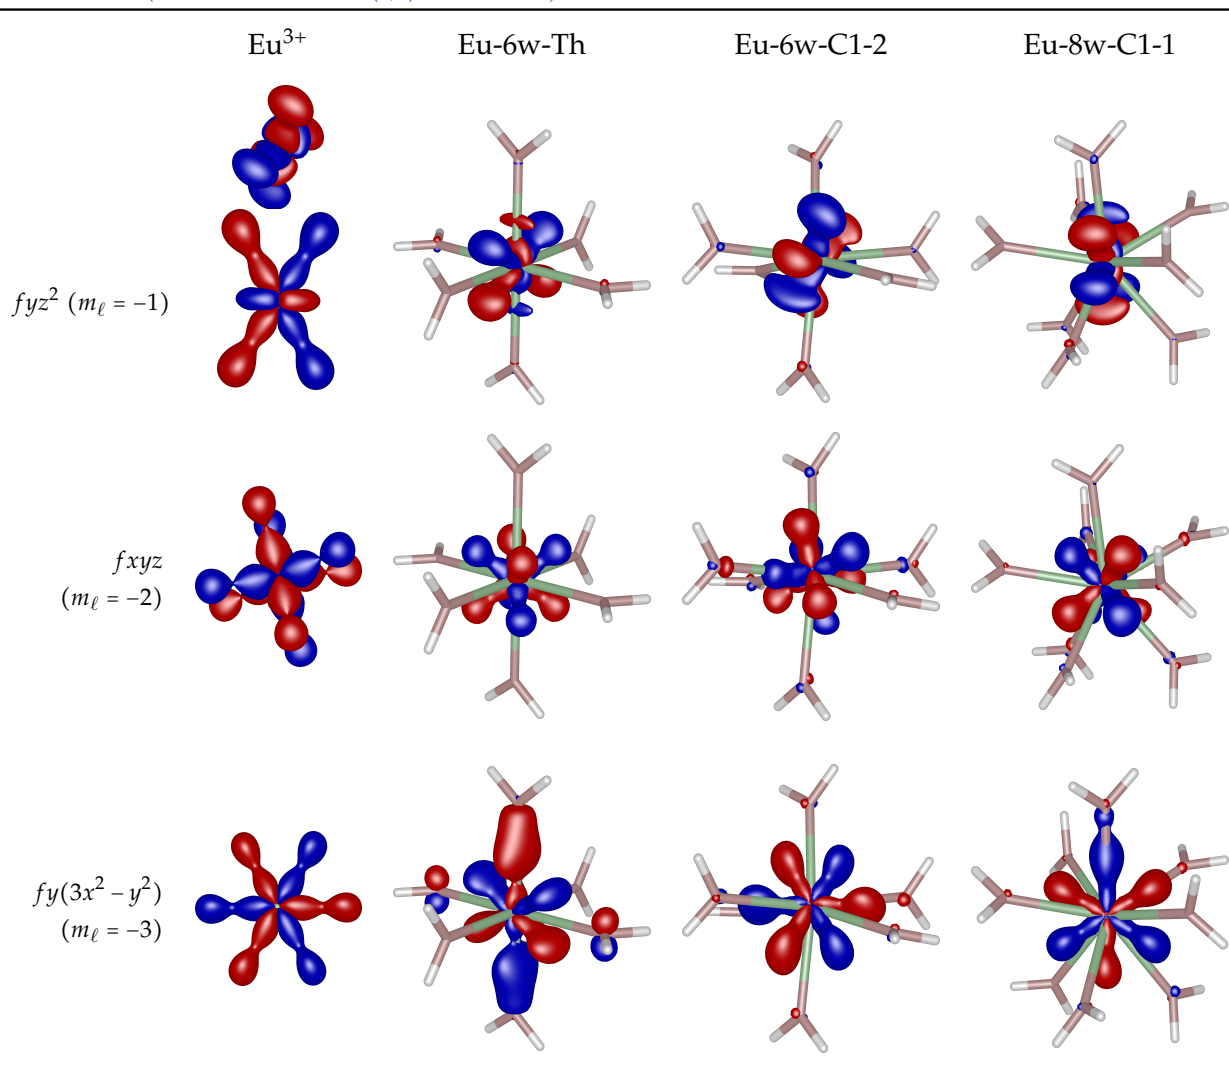 Eu³⁺ Eu-6w-Th Eu-6w-C1-2 Eu-8w-C1-1
fyz² (mℓ = −1)
fxyz
(mℓ = −2)
fy(3x² − y²)
(mℓ = −3)